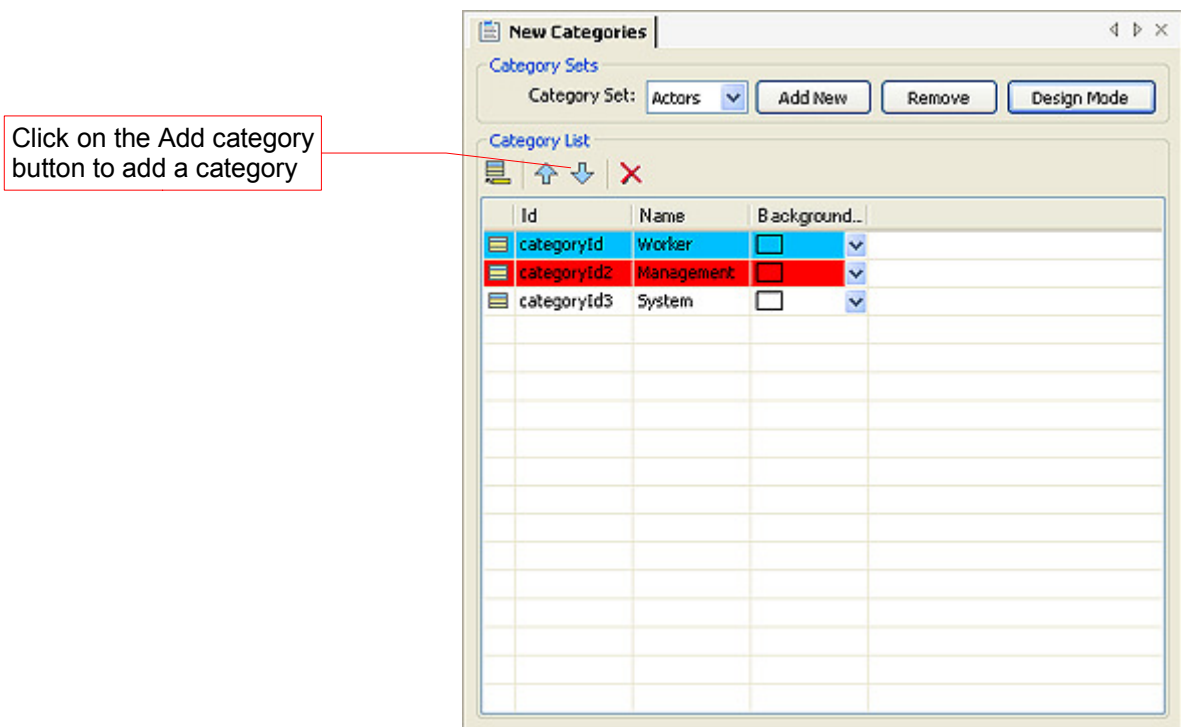 New Categories
Category Sets
Category Set: Actors Add New Remove Design Mode
Click on the Add category
button to add a category
Category List
Id Name Background...
categoryId Worker
categoryId2 Management
categoryId3 System